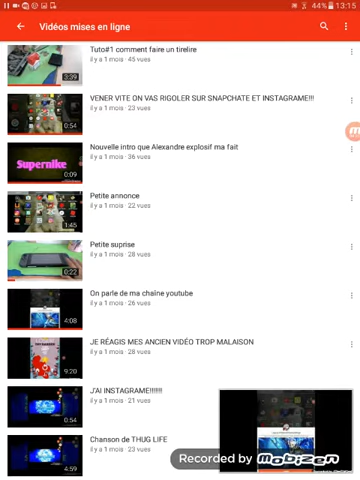 44% 13:15
Vidéos mises en ligne
Tuto#1 comment faire un tirelire
il y a 1 mois · 45 vues
3:39
VENER VITE ON VAS RIGOLER SUR SNAPCHATE ET INSTAGRAME!!!
il y a 1 mois · 23 vues
0:54
Nouvelle intro que Alexandre explosif ma fait
il y a 1 mois · 36 vues
Supernike
0:09
Petite annonce
il y a 1 mois · 22 vues
1:45
Petite suprise
il y a 1 mois · 28 vues
0:22
On parle de ma chaîne youtube
il y a 1 mois · 26 vues
4:08
JE RÉAGIS MES ANCIEN VIDÉO TROP MALAISON
il y a 1 mois · 28 vues
9:20
J'AI INSTAGRAME!!!!!!!
il y a 1 mois · 21 vues
0:54
Chanson de THUG LIFE
il y a 1 mois · 23 vues
4:59
Recorded by mobizen